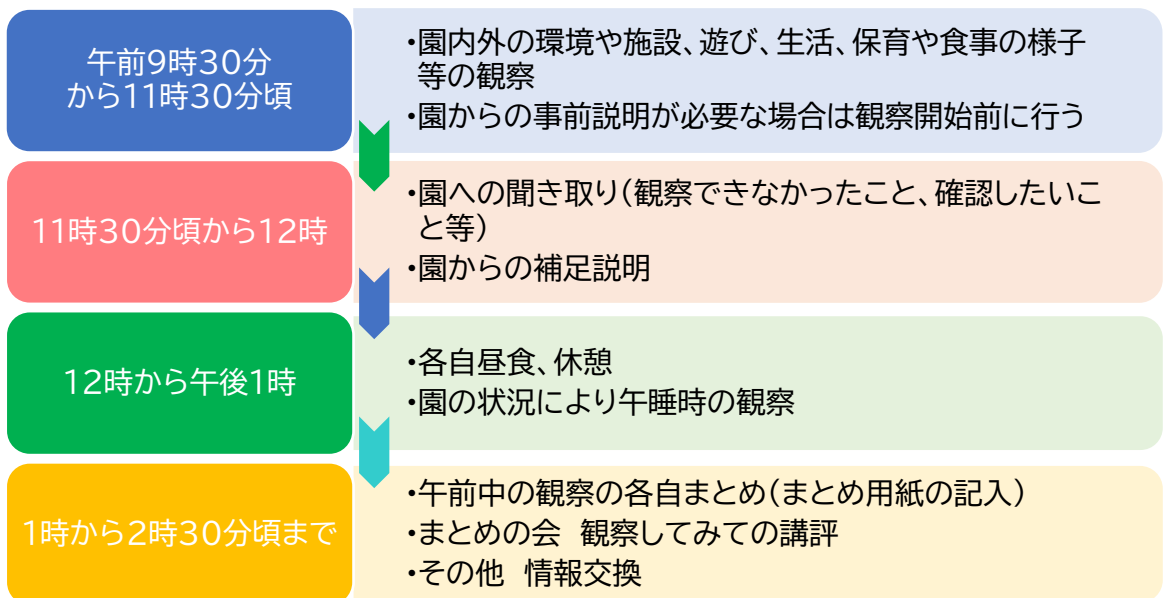 午前9時30分
から11時30分頃
・園内外の環境や施設、遊び、生活、保育や食事の様子
等の観察
・園からの事前説明が必要な場合は観察開始前に行う
11時30分頃から12時
・園への聞き取り(観察できなかったこと、確認したいこ
と等)
・園からの補足説明
12時から午後1時
・各自昼食、休憩
・園の状況により午睡時の観察
1時から2時30分頃まで
・午前中の観察の各自まとめ(まとめ用紙の記入)
・まとめの会　観察してみての講評
・その他　情報交換